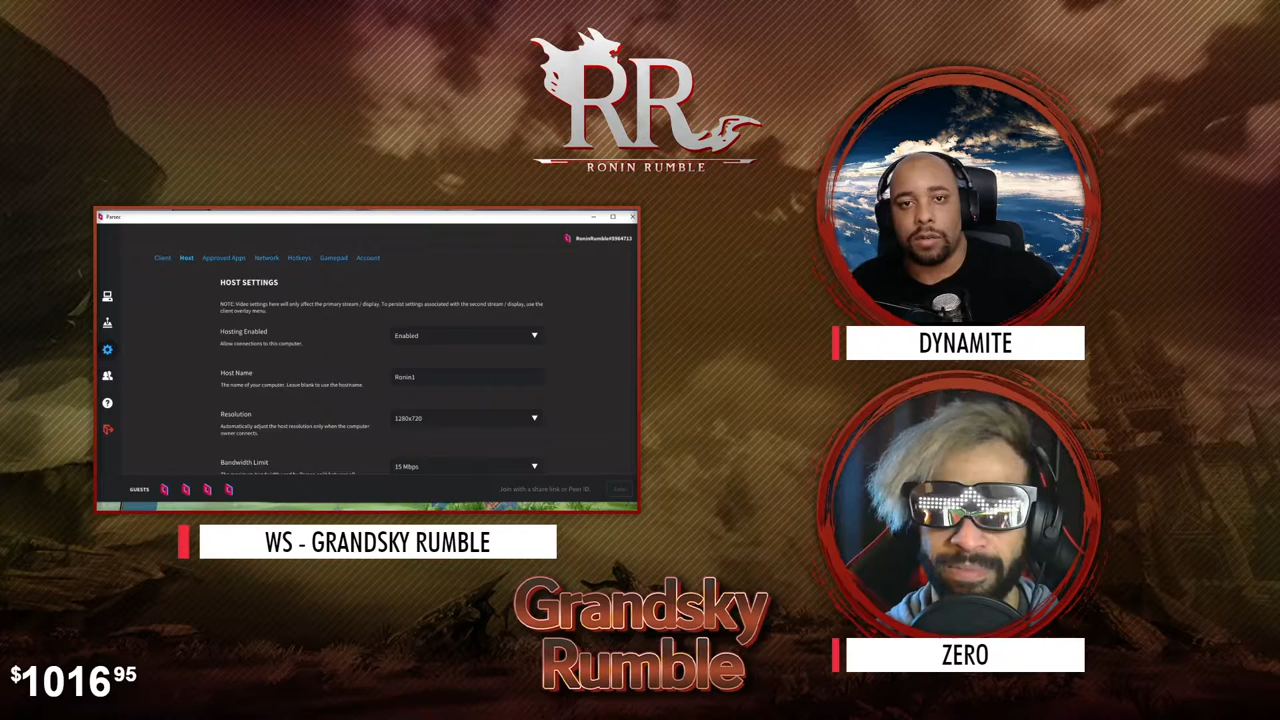 RR
RONIN RUMBLE
Parsec
RoninRumble#8964713
Client Host Approved Apps Network Hotkeys Gamepad Account
HOST SETTINGS
NOTE: Video settings here will only affect the primary stream / display. To persist settings associated with the second stream / display, use the
client overlay menu.
Hosting Enabled
Allow connections to this computer.
Enabled
Host Name
The name of your computer. Leave blank to use the hostname.
Ronin1
Resolution
Automatically adjust the host resolution only when the computer
owner connects.
1280x720
Bandwidth Limit
15 Mbps
GUESTS
Join with a share link or Peer ID.
WS - GRANDSKY RUMBLE
DYNAMITE
ZERO
Grandsky
Rumble
$1016 95